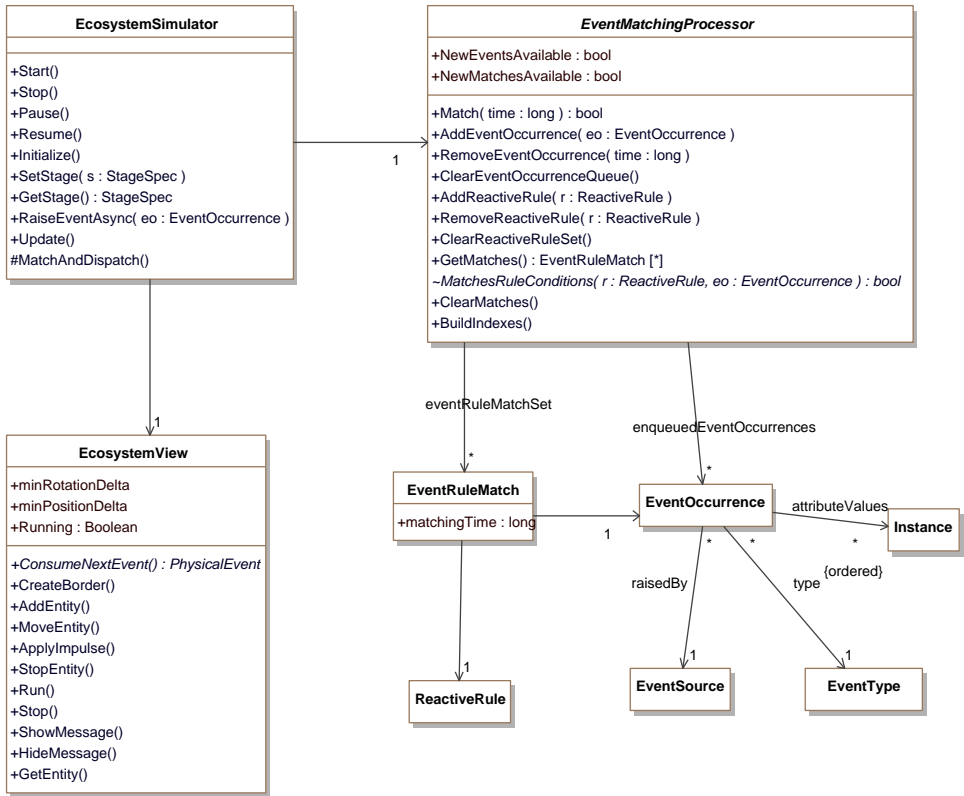 EcosystemSimulator
+Start()
+Stop()
+Pause()
+Resume()
+Initialize()
+SetStage( s : StageSpec )
+GetStage() : StageSpec
+RaiseEventAsync( eo : EventOccurrence )
+Update()
#MatchAndDispatch()
EventMatchingProcessor
+NewEventsAvailable : bool
+NewMatchesAvailable : bool
+Match( time : long ) : bool
+AddEventOccurrence( eo : EventOccurrence )
+RemoveEventOccurrence( time : long )
+ClearEventOccurrenceQueue()
+AddReactiveRule( r : ReactiveRule )
+RemoveReactiveRule( r : ReactiveRule )
+ClearReactiveRuleSet()
+GetMatches() : EventRuleMatch [*]
~MatchesRuleConditions( r : ReactiveRule, eo : EventOccurrence ) : bool
+ClearMatches()
+BuildIndexes()
1
1
eventRuleMatchSet
*
enqueuedEventOccurrences
*
EcosystemView
+minRotationDelta
+minPositionDelta
+Running : Boolean
+ConsumeNextEvent() : PhysicalEvent
+CreateBorder()
+AddEntity()
+MoveEntity()
+ApplyImpulse()
+StopEntity()
+Run()
+Stop()
+ShowMessage()
+HideMessage()
+GetEntity()
EventRuleMatch
+matchingTime : long
1
EventOccurrence
attributeValues
*
{ordered}
Instance
*
raisedBy
1
*
type
1
1
ReactiveRule
EventSource
EventType